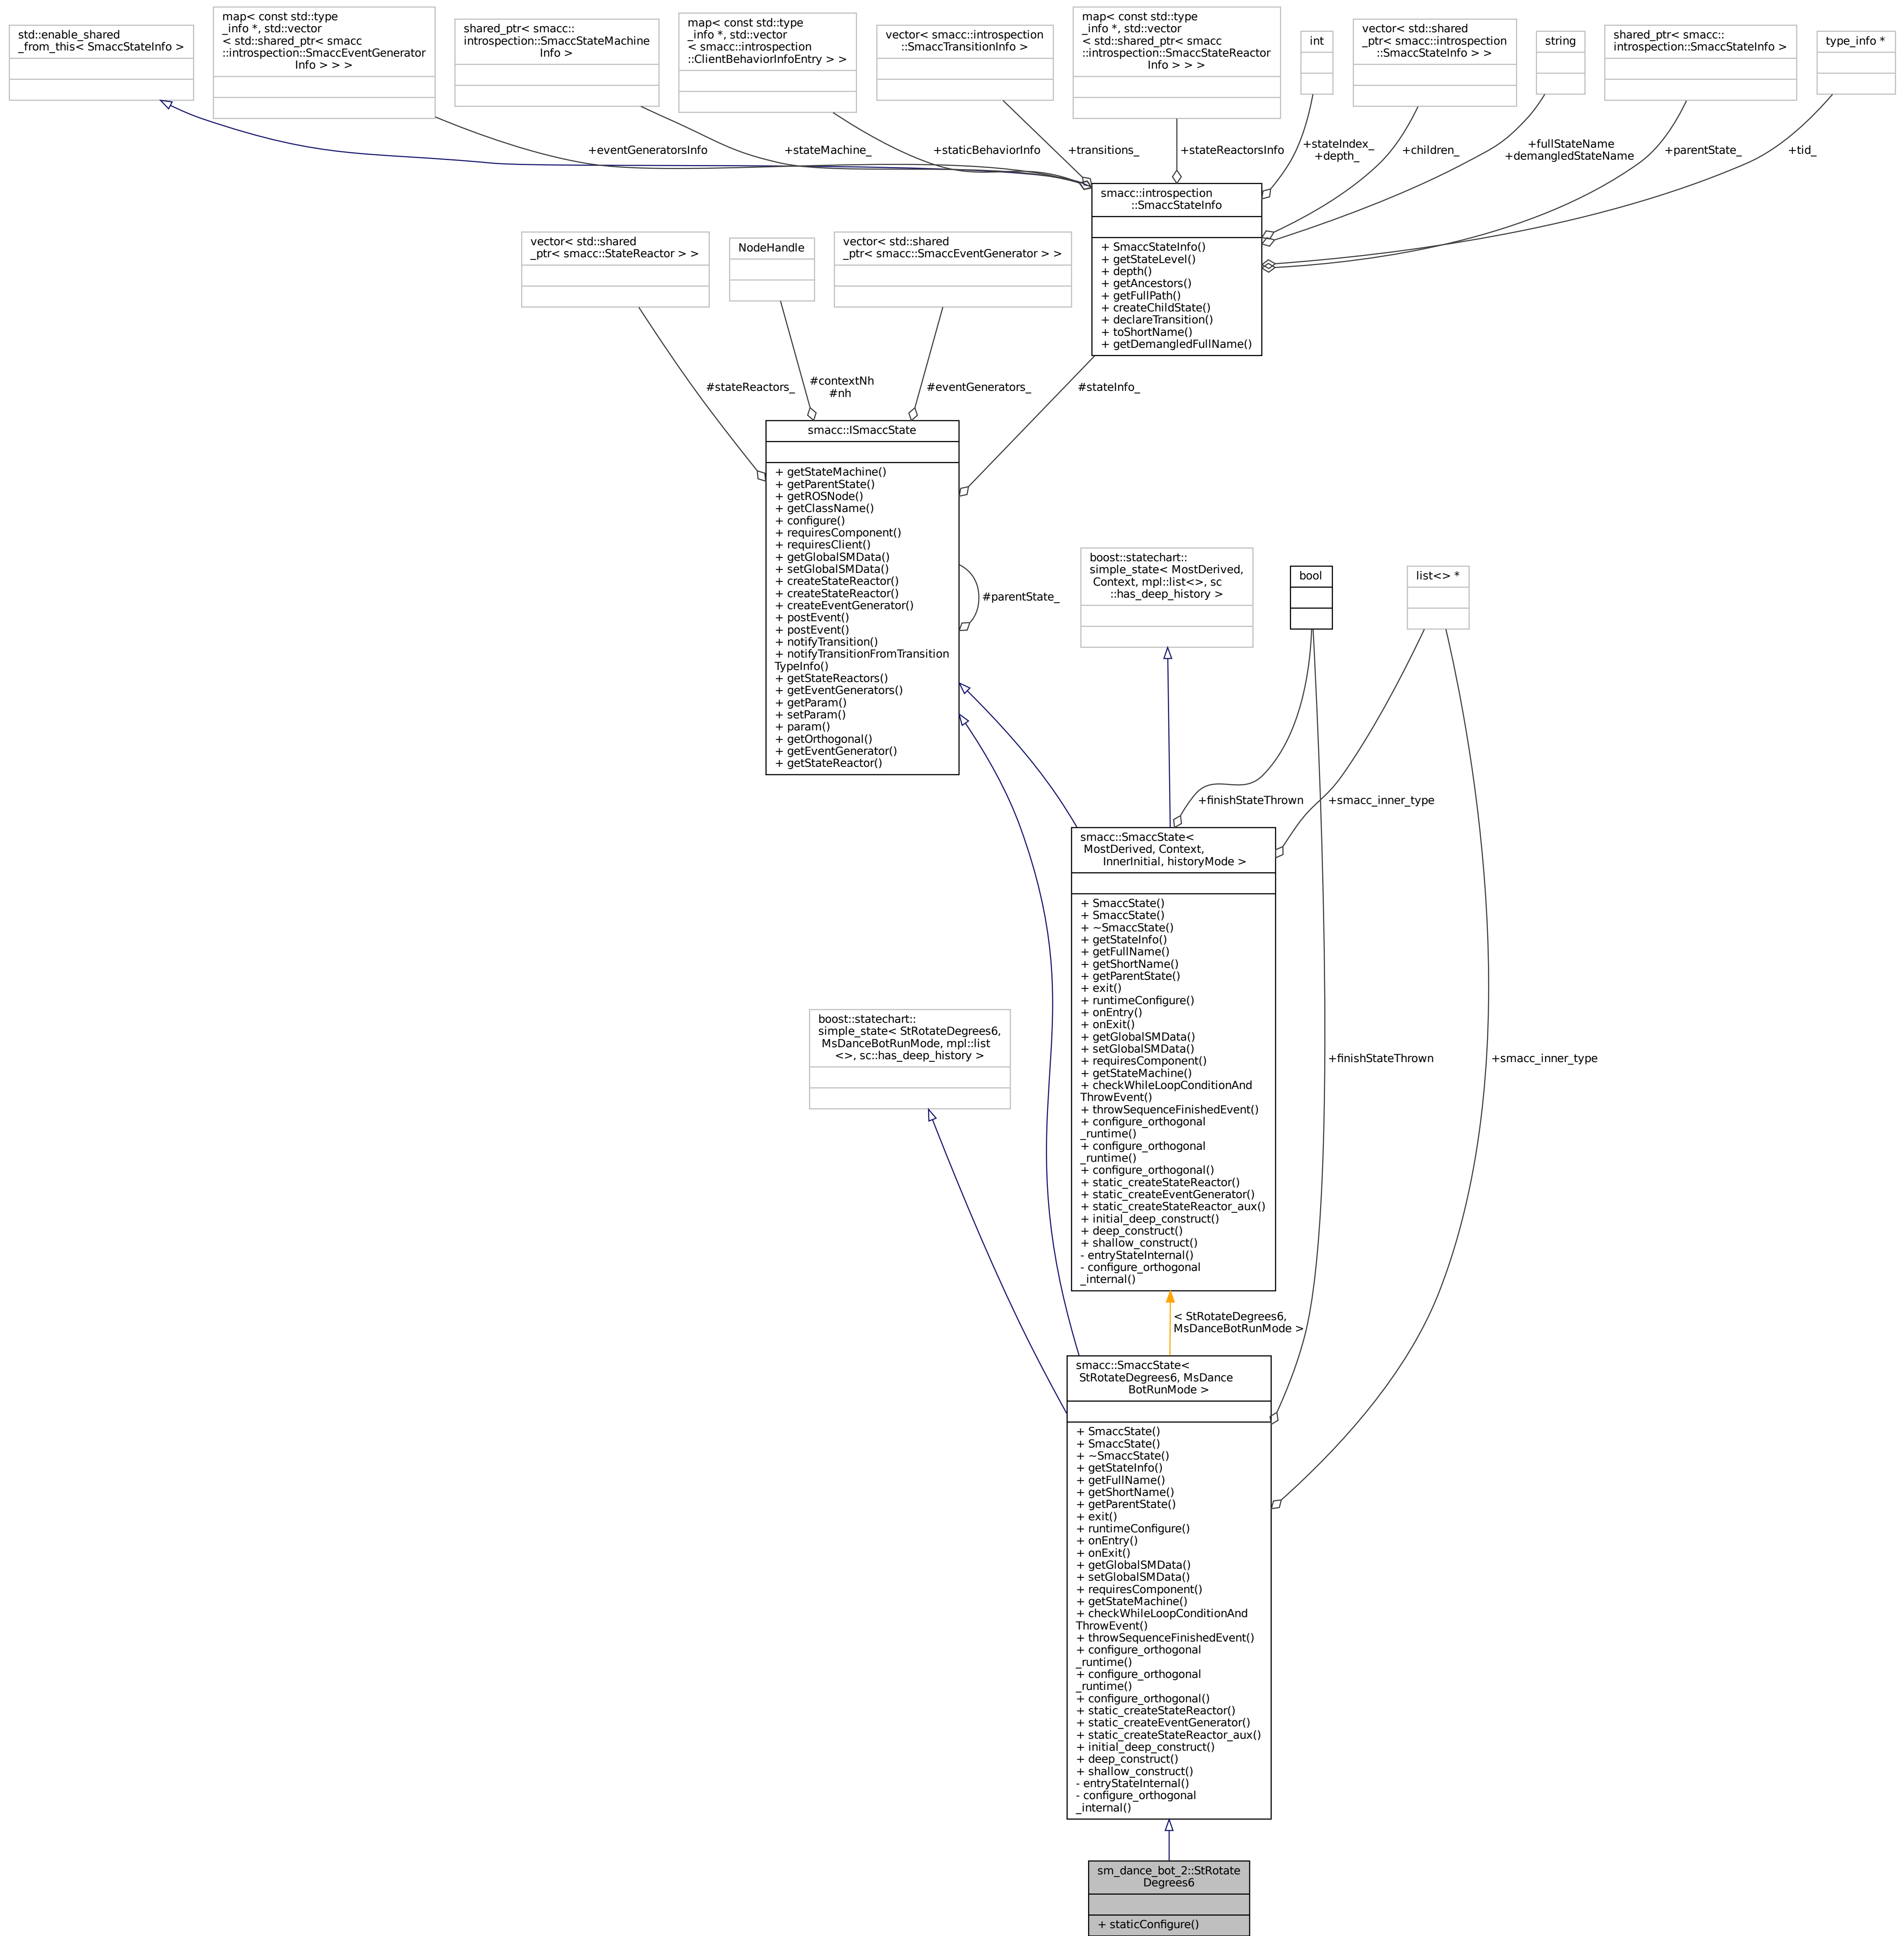 std::enable_shared
_from_this< SmaccStateInfo >
map< const std::type
_info *, std::vector
< std::shared_ptr< smacc
::introspection::SmaccEventGenerator
Info > > >
shared_ptr< smacc::
introspection::SmaccStateMachine
Info >
map< const std::type
_info *, std::vector
< smacc::introspection
::ClientBehaviorInfoEntry > >
vector< smacc::introspection
::SmaccTransitionInfo >
map< const std::type
_info *, std::vector
< std::shared_ptr< smacc
::introspection::SmaccStateReactor
Info > > >
int
vector< std::shared
_ptr< smacc::introspection
::SmaccStateInfo > >
string
shared_ptr< smacc::
introspection::SmaccStateInfo >
type_info *
+eventGeneratorsInfo
+stateMachine_
+staticBehaviorInfo
+transitions_
+stateReactorsInfo
+stateIndex_
+depth_
+children_
+fullStateName
+demangledStateName
+parentState_
+tid_
smacc::introspection
::SmaccStateInfo
+ SmaccStateInfo()
+ getStateLevel()
+ depth()
+ getAncestors()
+ getFullPath()
+ createChildState()
+ declareTransition()
+ toShortName()
+ getDemangledFullName()
vector< std::shared
_ptr< smacc::StateReactor > >
NodeHandle
vector< std::shared
_ptr< smacc::SmaccEventGenerator > >
#stateReactors_
#contextNh
#nh
#eventGenerators_
#stateInfo_
smacc::ISmaccState
+ getStateMachine()
+ getParentState()
+ getROSNode()
+ getClassName()
+ configure()
+ requiresComponent()
+ requiresClient()
+ getGlobalSMData()
+ setGlobalSMData()
+ createStateReactor()
+ createStateReactor()
+ createEventGenerator()
+ postEvent()
+ postEvent()
+ notifyTransition()
+ notifyTransitionFromTransition
TypeInfo()
+ getStateReactors()
+ getEventGenerators()
+ getParam()
+ setParam()
+ param()
+ getOrthogonal()
+ getEventGenerator()
+ getStateReactor()
#parentState_
boost::statechart::
simple_state< MostDerived,
Context, mpl::list<>, sc
::has_deep_history >
bool
list<> *
+finishStateThrown
+smacc_inner_type
smacc::SmaccState<
MostDerived, Context,
InnerInitial, historyMode >
+ SmaccState()
+ SmaccState()
+ ~SmaccState()
+ getStateInfo()
+ getFullName()
+ getShortName()
+ getParentState()
+ exit()
+ runtimeConfigure()
+ onEntry()
+ onExit()
+ getGlobalSMData()
+ setGlobalSMData()
+ requiresComponent()
+ getStateMachine()
+ checkWhileLoopConditionAnd
ThrowEvent()
+ throwSequenceFinishedEvent()
+ configure_orthogonal
_runtime()
+ configure_orthogonal
_runtime()
+ configure_orthogonal()
+ static_createStateReactor()
+ static_createEventGenerator()
+ static_createStateReactor_aux()
+ initial_deep_construct()
+ deep_construct()
+ shallow_construct()
- entryStateInternal()
- configure_orthogonal
_internal()
boost::statechart::
simple_state< StRotateDegrees6,
MsDanceBotRunMode, mpl::list
<>, sc::has_deep_history >
+finishStateThrown
+smacc_inner_type
< StRotateDegrees6,
MsDanceBotRunMode >
smacc::SmaccState<
StRotateDegrees6, MsDance
BotRunMode >
+ SmaccState()
+ SmaccState()
+ ~SmaccState()
+ getStateInfo()
+ getFullName()
+ getShortName()
+ getParentState()
+ exit()
+ runtimeConfigure()
+ onEntry()
+ onExit()
+ getGlobalSMData()
+ setGlobalSMData()
+ requiresComponent()
+ getStateMachine()
+ checkWhileLoopConditionAnd
ThrowEvent()
+ throwSequenceFinishedEvent()
+ configure_orthogonal
_runtime()
+ configure_orthogonal
_runtime()
+ configure_orthogonal()
+ static_createStateReactor()
+ static_createEventGenerator()
+ static_createStateReactor_aux()
+ initial_deep_construct()
+ deep_construct()
+ shallow_construct()
- entryStateInternal()
- configure_orthogonal
_internal()
sm_dance_bot_2::StRotate
Degrees6
+ staticConfigure()